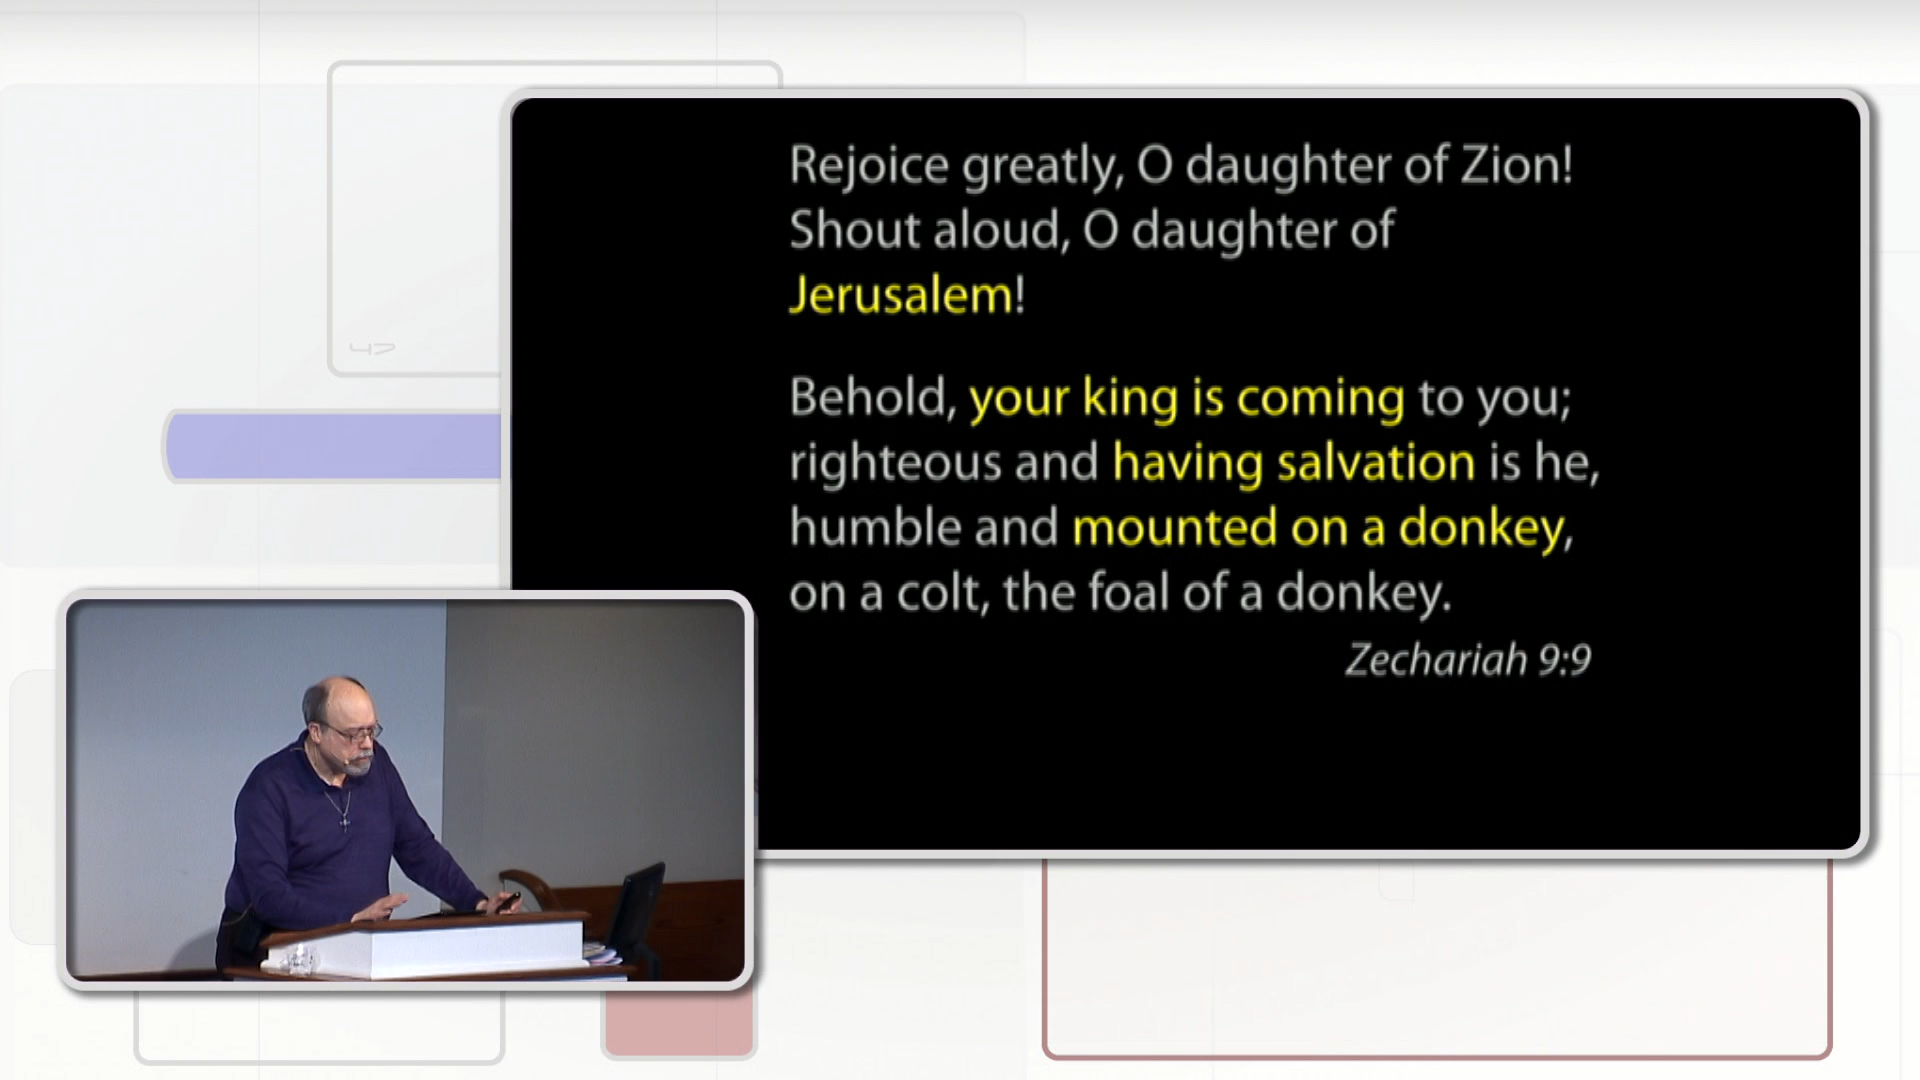 Rejoice greatly, O daughter of Zion!
Shout aloud, O daughter of
Jerusalem!
Behold, your king is coming to you;
righteous and having salvation is he,
humble and mounted on a donkey,
on a colt, the foal of a donkey.
Zechariah 9:9